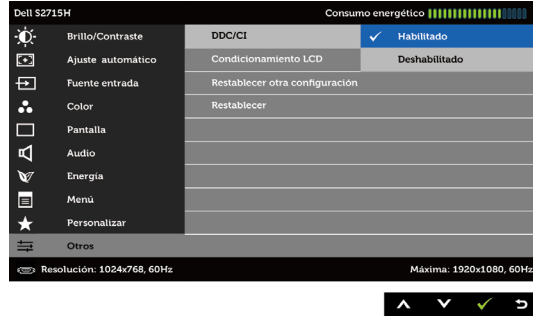 Dell S2715H Consumo energético
Brillo/Contraste DDC/CI Habilitado
Ajuste automático Condicionamiento LCD Deshabilitado
Fuente entrada Restablecer otra configuración
Color Restablecer
Pantalla
Audio
Energía
Menú
Personalizar
Otros
Resolución: 1024x768, 60Hz Máxima: 1920x1080, 60Hz